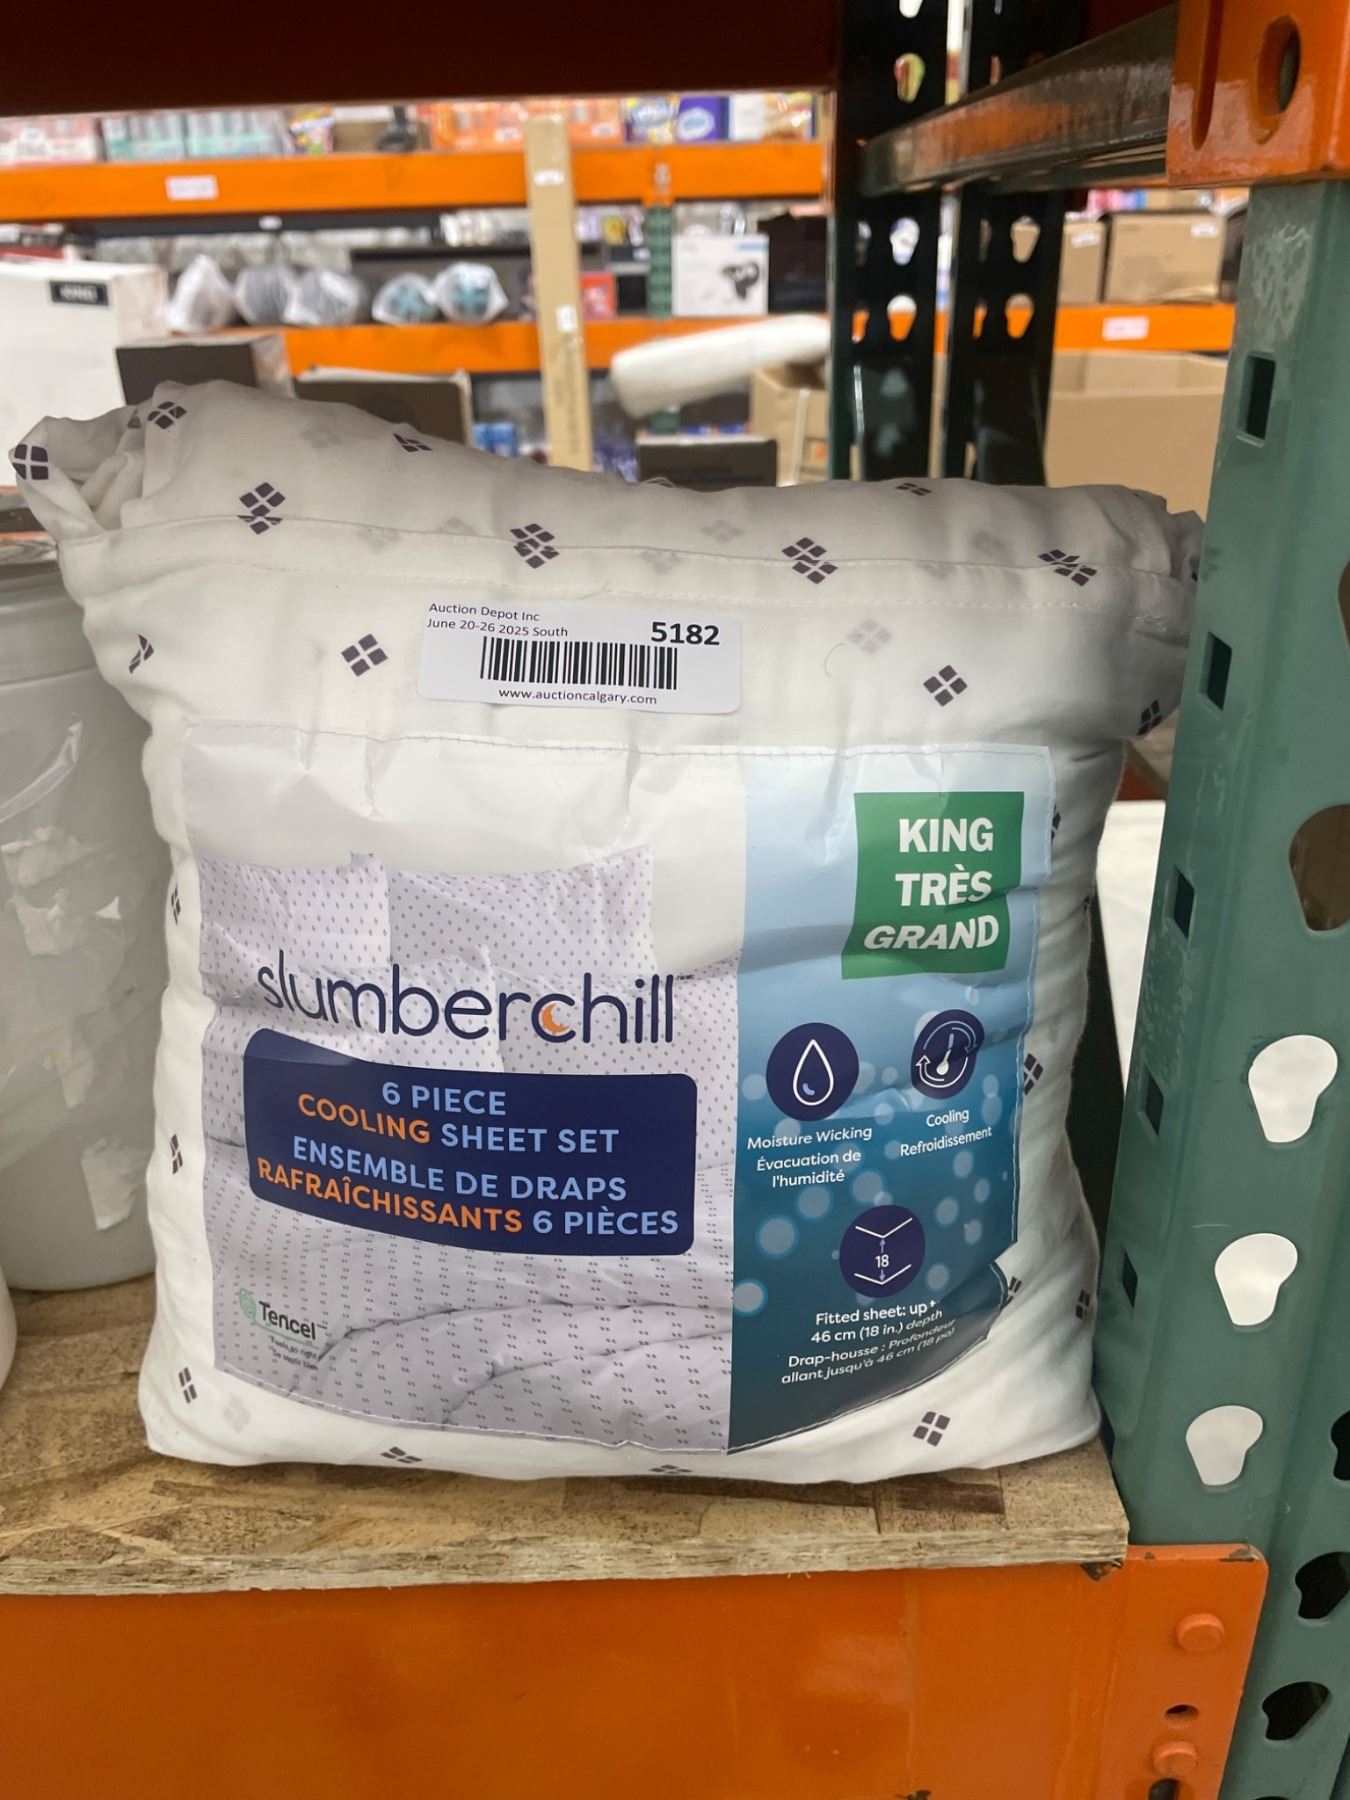 KING
Auction Depot Inc
June 20-26 2025 South
5182
www.auctioncalgary.com
KING
TRÈS
GRAND
slumberchill
6 PIECE
COOLING SHEET SET
ENSEMBLE DE DRAPS
RAFRAÎCHISSANTS 6 PIÈCES
Moisture Wicking
Évacuation de
l'humidité
Cooling
Refroidissement
18
Fitted sheet: up
46 cm (18 in.) depth
Drap-housse : Profondeur
allant jusqu'à 46 cm (18 po)
Tencel™